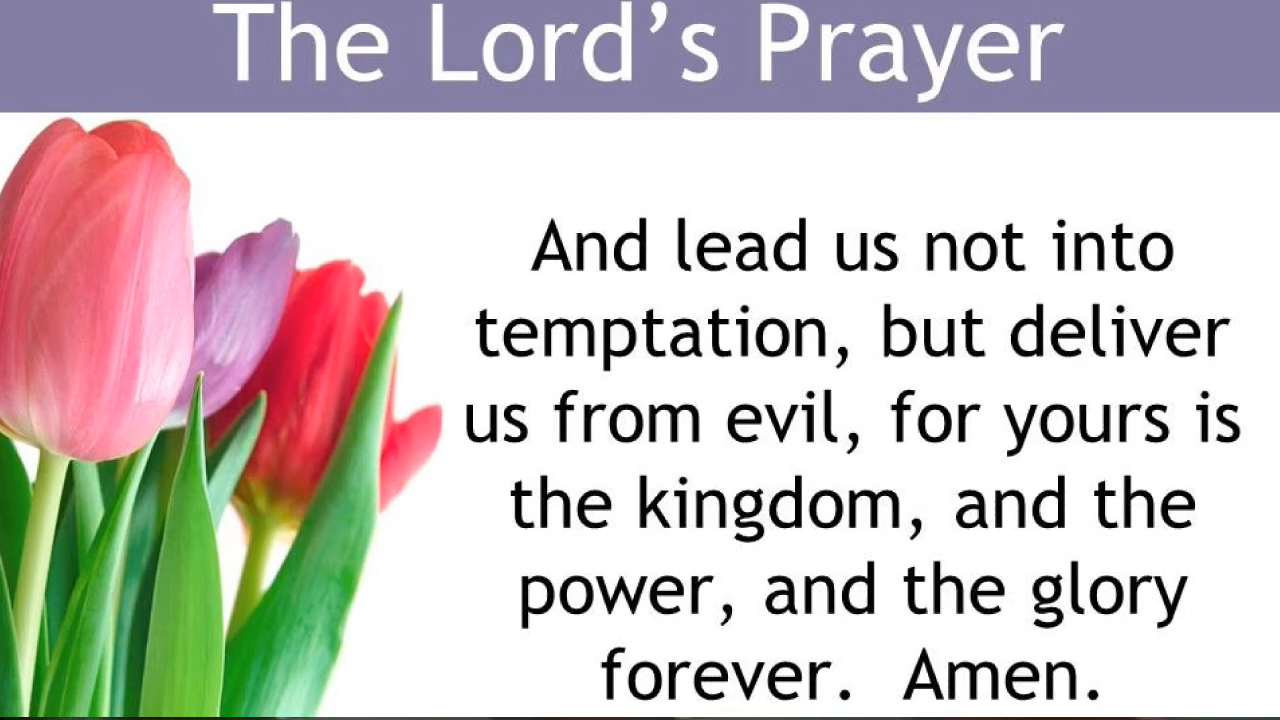 The Lord’s Prayer
And lead us not into
temptation, but deliver
us from evil, for yours is
the kingdom, and the
power, and the glory
forever.  Amen.